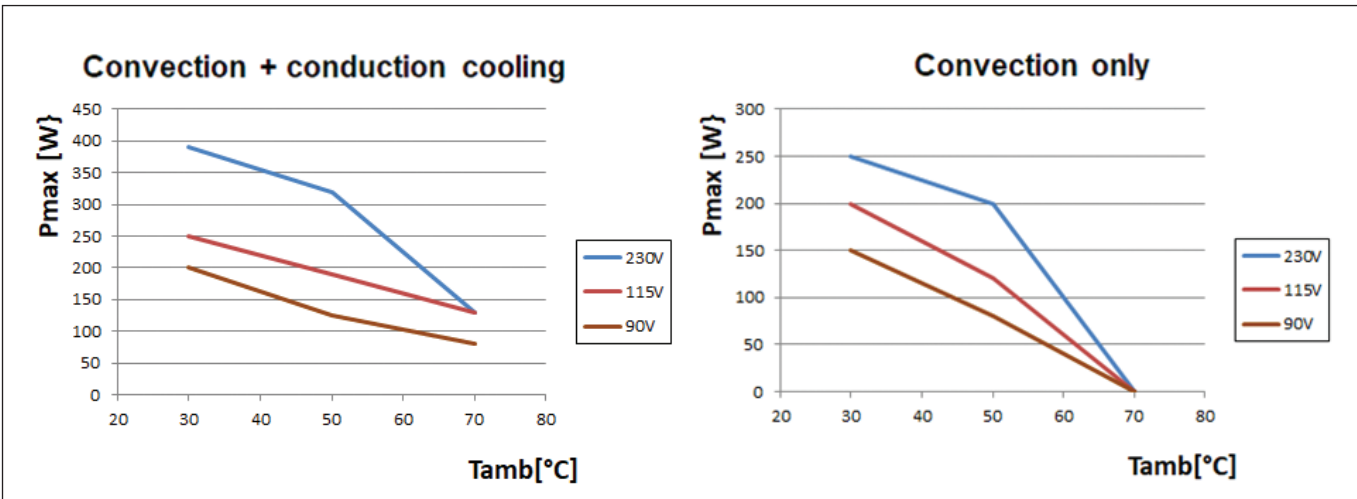 Convection + conduction cooling
Pmax [W}
450
400
350
300
250
200
150
100
50
0
20 30 40 50 60 70 80
Tamb[°C]
230V
115V
90V
Convection only
Pmax [W}
300
250
200
150
100
50
0
20 30 40 50 60 70 80
Tamb[°C]
230V
115V
90V